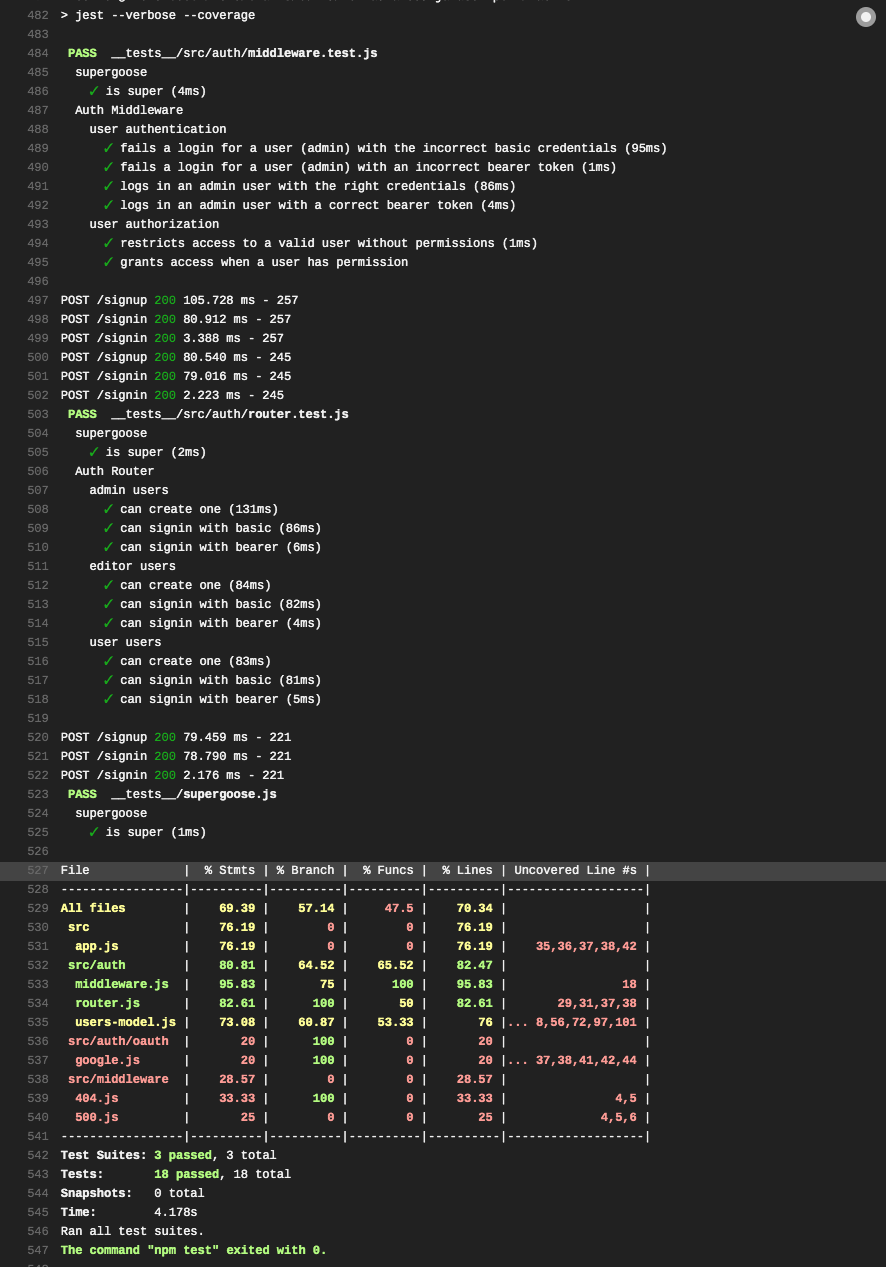 482 > jest --verbose --coverage
483
484 PASS __tests__/src/auth/middleware.test.js
485 supergoose
486 ✓ is super (4ms)
487 Auth Middleware
488 user authentication
489 ✓ fails a login for a user (admin) with the incorrect basic credentials (95ms)
490 ✓ fails a login for a user (admin) with an incorrect bearer token (1ms)
491 ✓ logs in an admin user with the right credentials (86ms)
492 ✓ logs in an admin user with a correct bearer token (4ms)
493 user authorization
494 ✓ restricts access to a valid user without permissions (1ms)
495 ✓ grants access when a user has permission
496
497 POST /signup 200 105.728 ms - 257
498 POST /signin 200 80.912 ms - 257
499 POST /signin 200 3.388 ms - 257
500 POST /signup 200 80.540 ms - 245
501 POST /signin 200 79.016 ms - 245
502 POST /signin 200 2.223 ms - 245
503 PASS __tests__/src/auth/router.test.js
504 supergoose
505 ✓ is super (2ms)
506 Auth Router
507 admin users
508 ✓ can create one (131ms)
509 ✓ can signin with basic (86ms)
510 ✓ can signin with bearer (6ms)
511 editor users
512 ✓ can create one (84ms)
513 ✓ can signin with basic (82ms)
514 ✓ can signin with bearer (4ms)
515 user users
516 ✓ can create one (83ms)
517 ✓ can signin with basic (81ms)
518 ✓ can signin with bearer (5ms)
519
520 POST /signup 200 79.459 ms - 221
521 POST /signin 200 78.790 ms - 221
522 POST /signin 200 2.176 ms - 221
523 PASS __tests__/supergoose.js
524 supergoose
525 ✓ is super (1ms)
526
527 File | % Stmts | % Branch | % Funcs | % Lines | Uncovered Line #s |
528 -----------------|----------|----------|----------|----------|-------------------|
529 All files | 69.39 | 57.14 | 47.5 | 70.34 | |
530 src | 76.19 | 0 | 0 | 76.19 | |
531 app.js | 76.19 | 0 | 0 | 76.19 | 35,36,37,38,42 |
532 src/auth | 80.81 | 64.52 | 65.52 | 82.47 | |
533 middleware.js | 95.83 | 75 | 100 | 95.83 | 18 |
534 router.js | 82.61 | 100 | 50 | 82.61 | 29,31,37,38 |
535 users-model.js | 73.08 | 60.87 | 53.33 | 76 |... 8,56,72,97,101 |
536 src/auth/oauth | 20 | 100 | 0 | 20 | |
537 google.js | 20 | 100 | 0 | 20 |... 37,38,41,42,44 |
538 src/middleware | 28.57 | 0 | 0 | 28.57 | |
539 404.js | 33.33 | 100 | 0 | 33.33 | 4,5 |
540 500.js | 25 | 0 | 0 | 25 | 4,5,6 |
541 -----------------|----------|----------|----------|----------|-------------------|
542 Test Suites: 3 passed, 3 total
543 Tests: 18 passed, 18 total
544 Snapshots: 0 total
545 Time: 4.178s
546 Ran all test suites.
547 The command "npm test" exited with 0.